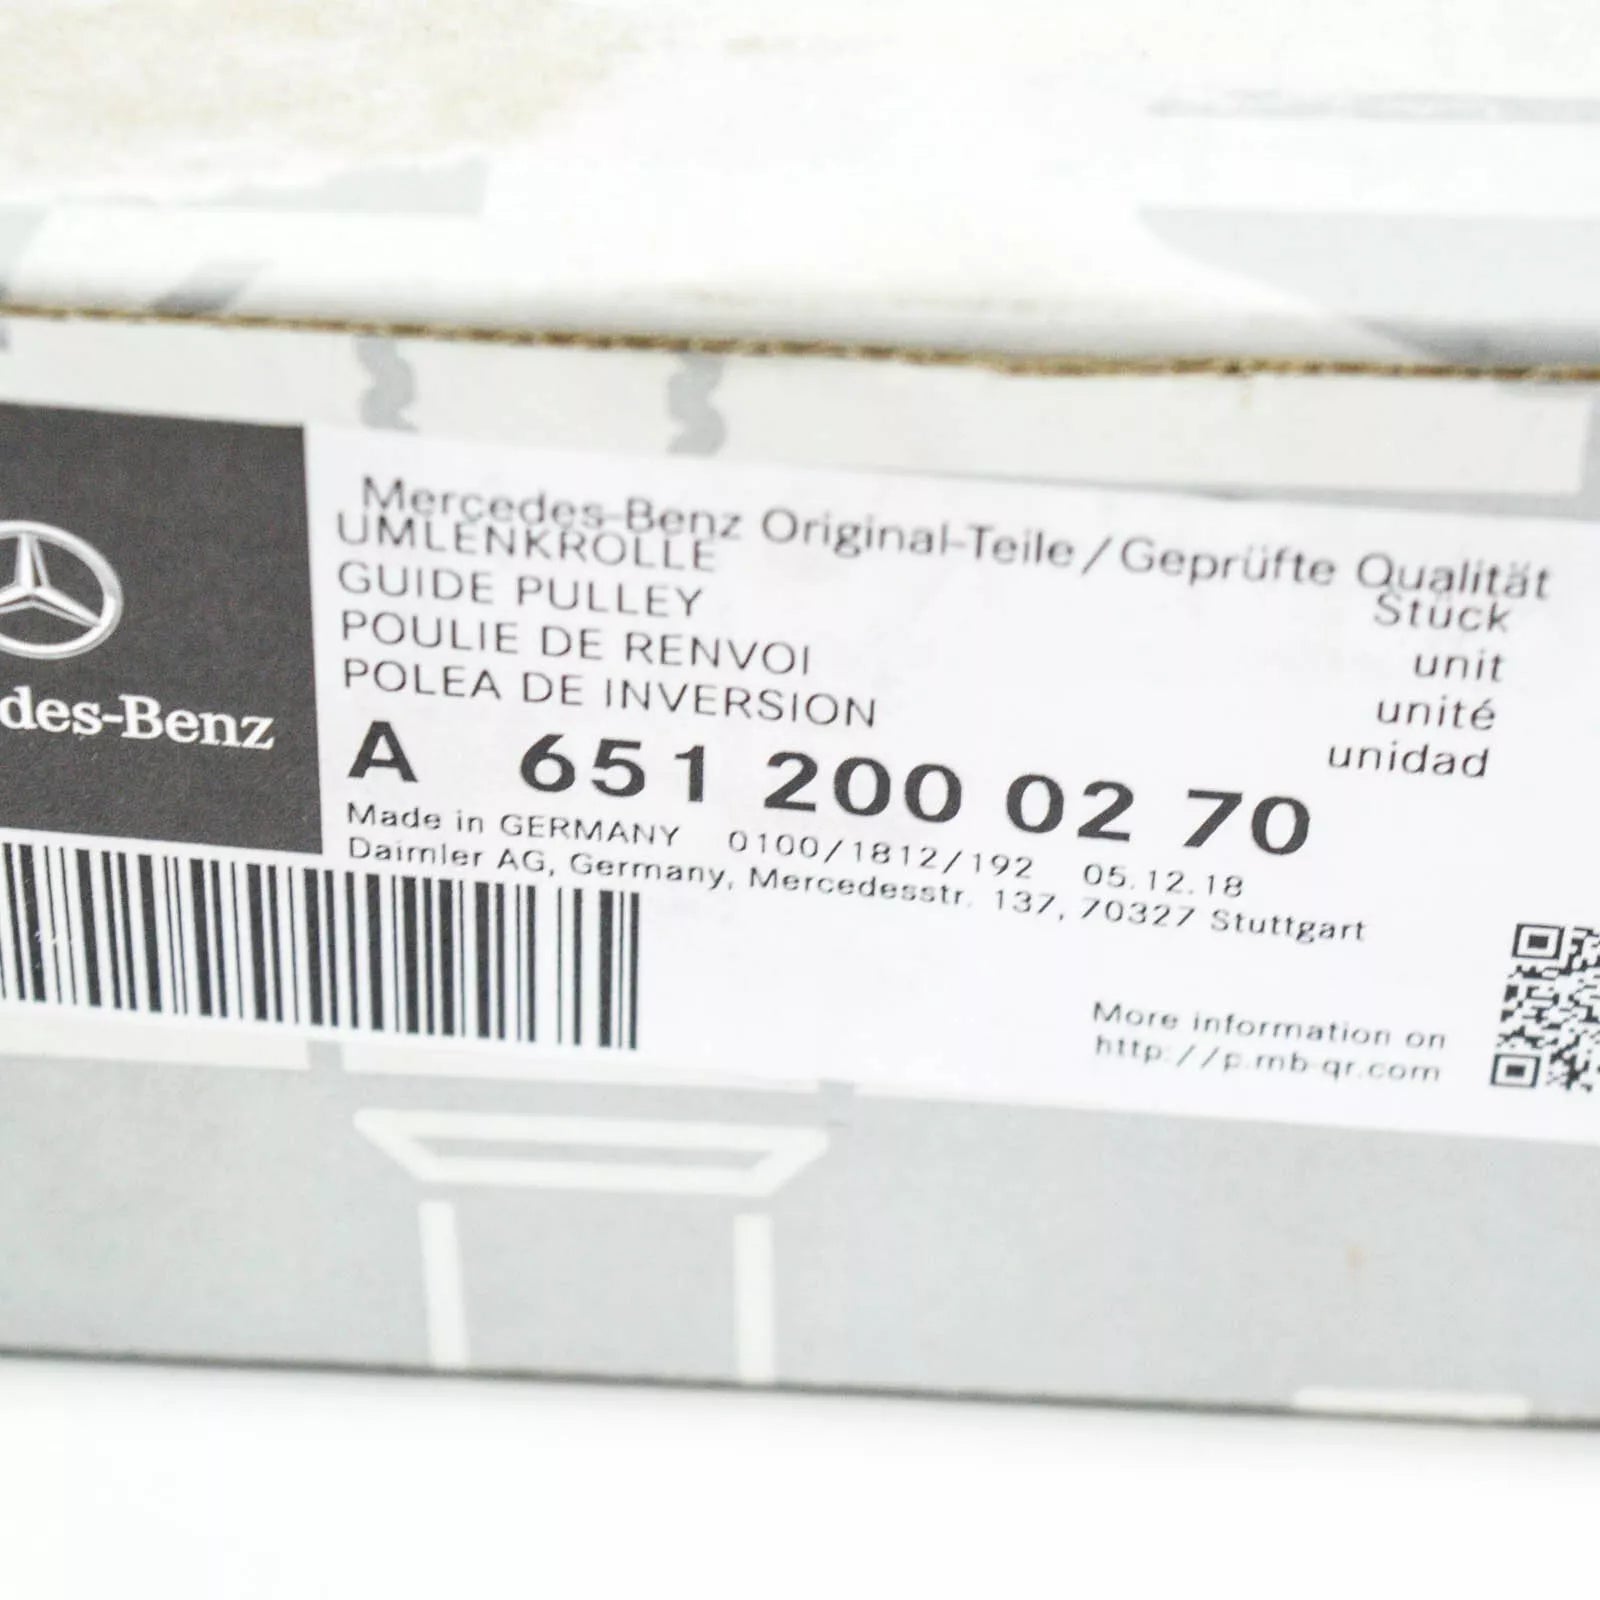 des-Benz
Mercedes-Benz Original-Teile/Geprüfte Qualität
UMLENKROLLE Stück
GUIDE PULLEY unit
POULIE DE RENVOI unité
POLEA DE INVERSION unidad
A 651 200 02 70
Made in GERMANY 0100/1812/192 05.12.18
Daimler AG, Germany, Mercedesstr. 137, 70327 Stuttgart
More information on
http://p.mb-qr.com